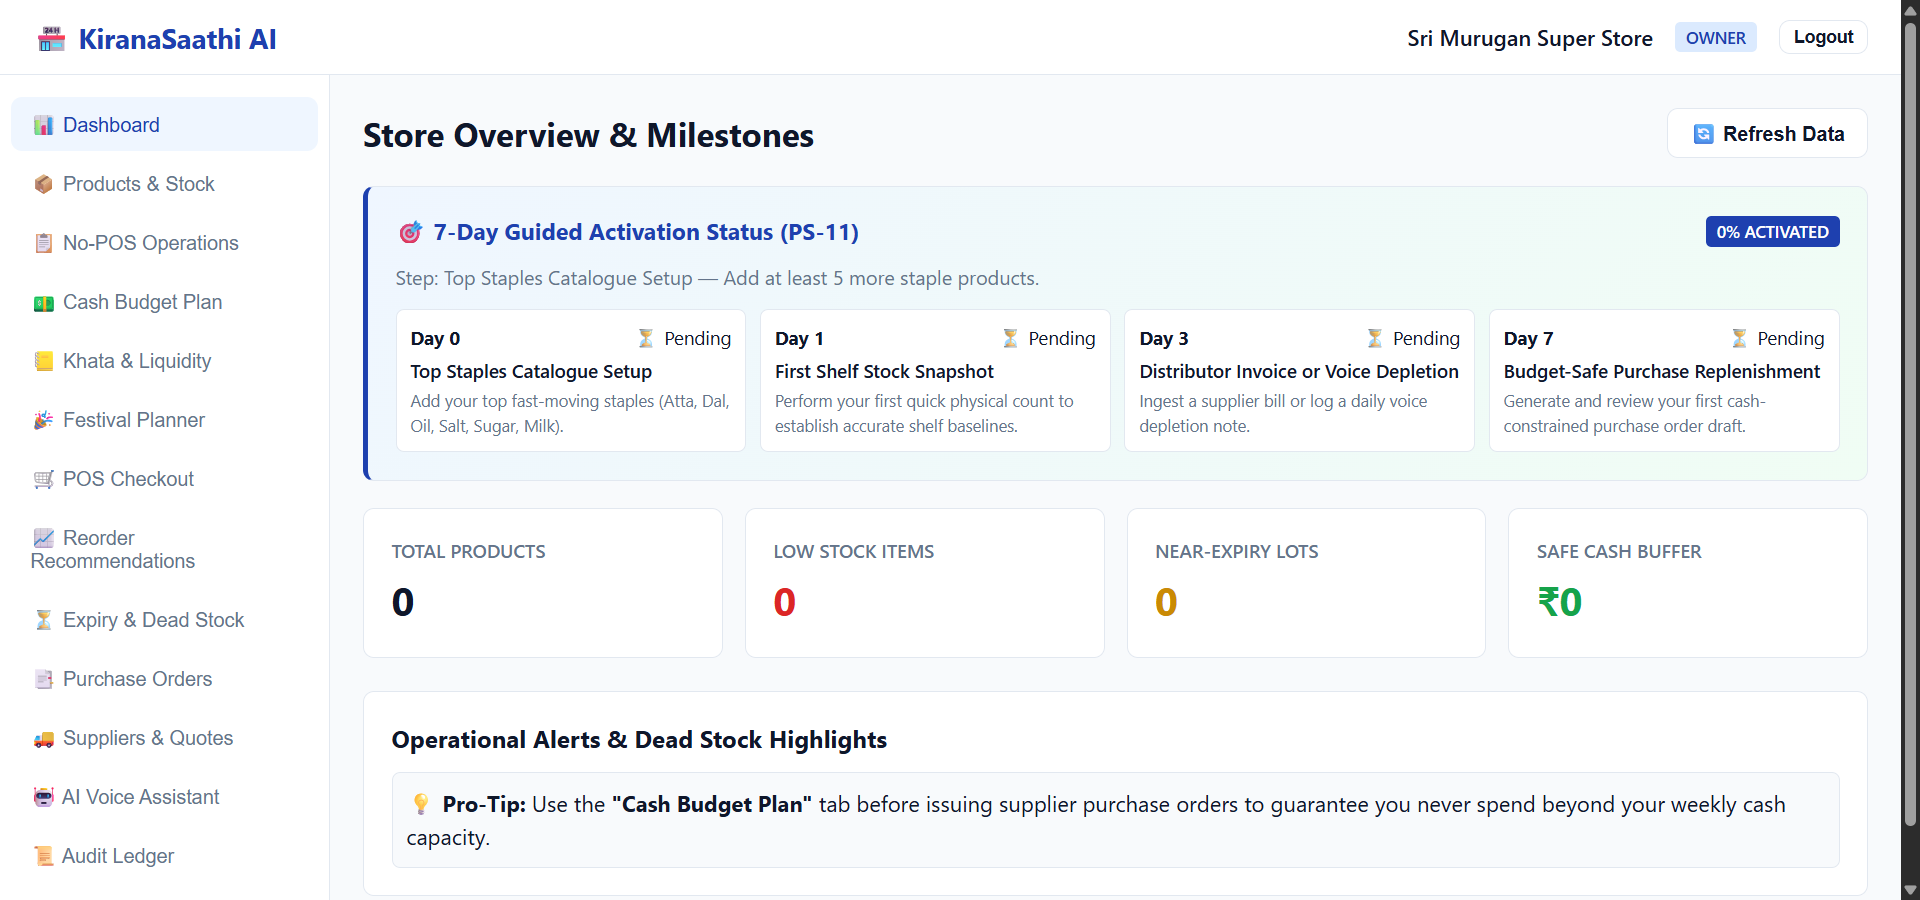 KiranaSaathi AI
Sri Murugan Super Store
OWNER
Logout
Dashboard
Products & Stock
No-POS Operations
Cash Budget Plan
Khata & Liquidity
Festival Planner
POS Checkout
Reorder
Recommendations
Expiry & Dead Stock
Purchase Orders
Suppliers & Quotes
AI Voice Assistant
Audit Ledger
Store Overview & Milestones
Refresh Data
7-Day Guided Activation Status (PS-11)
0% ACTIVATED
Step: Top Staples Catalogue Setup — Add at least 5 more staple products.
Day 0
Pending
Top Staples Catalogue Setup
Add your top fast-moving staples (Atta, Dal,
Oil, Salt, Sugar, Milk).
Day 1
Pending
First Shelf Stock Snapshot
Perform your first quick physical count to
establish accurate shelf baselines.
Day 3
Pending
Distributor Invoice or Voice Depletion
Ingest a supplier bill or log a daily voice
depletion note.
Day 7
Pending
Budget-Safe Purchase Replenishment
Generate and review your first cash-
constrained purchase order draft.
TOTAL PRODUCTS
0
LOW STOCK ITEMS
0
NEAR-EXPIRY LOTS
0
SAFE CASH BUFFER
₹0
Operational Alerts & Dead Stock Highlights
Pro-Tip: Use the "Cash Budget Plan" tab before issuing supplier purchase orders to guarantee you never spend beyond your weekly cash
capacity.